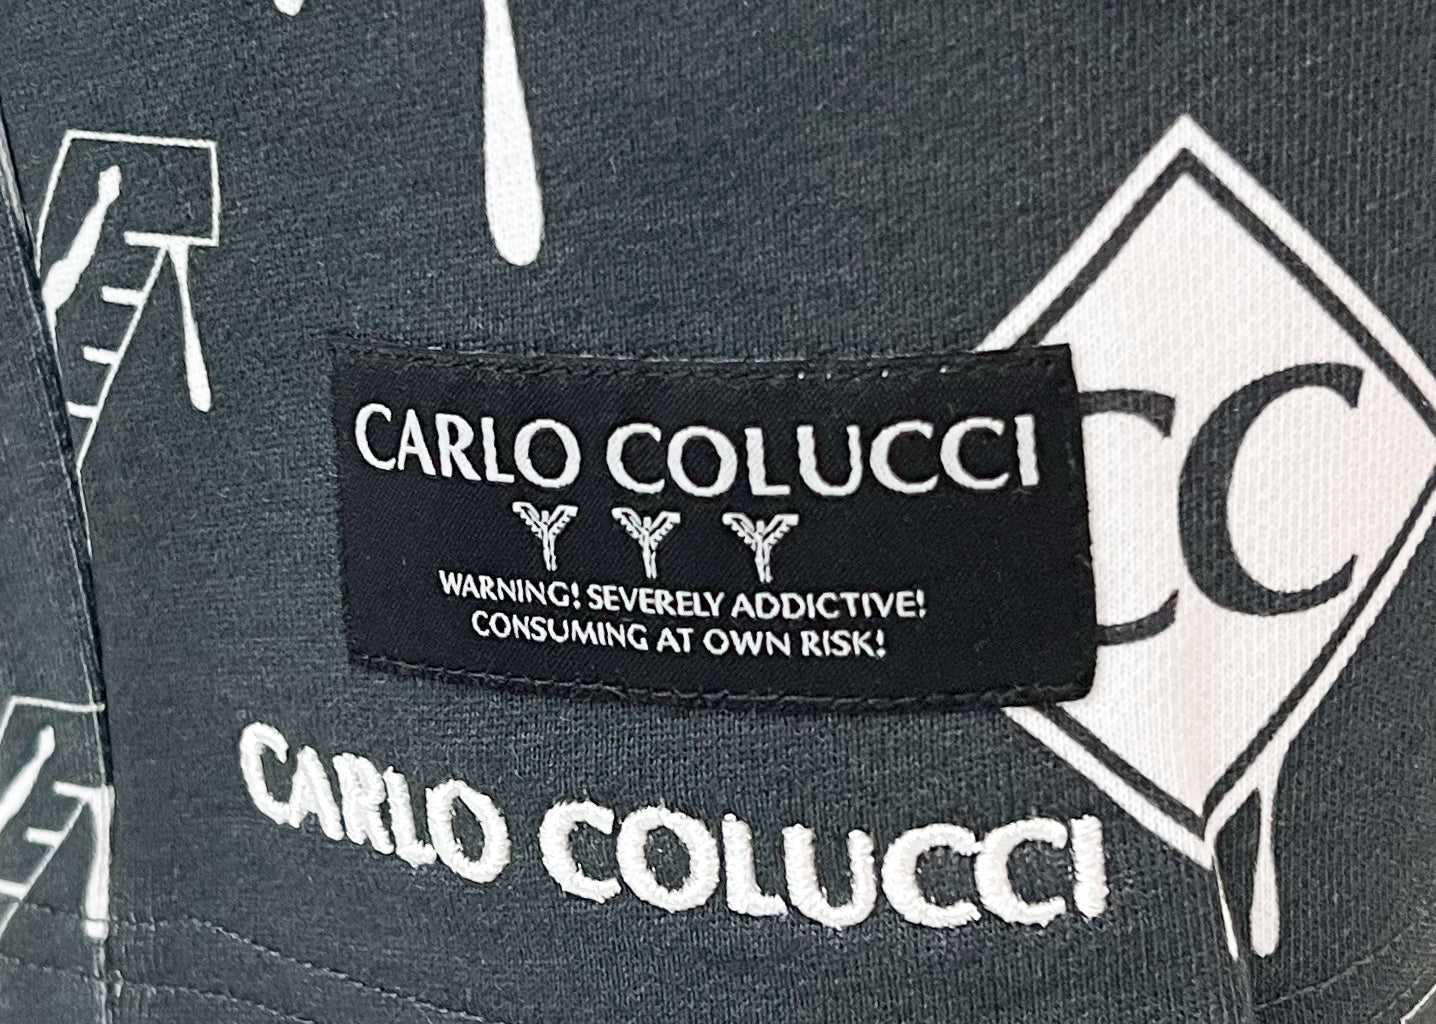 CARLO COLUCCI
WARNING! SEVERELY ADDICTIVE!
CONSUMING AT OWN RISK!
CC
CARLO COLUCCI